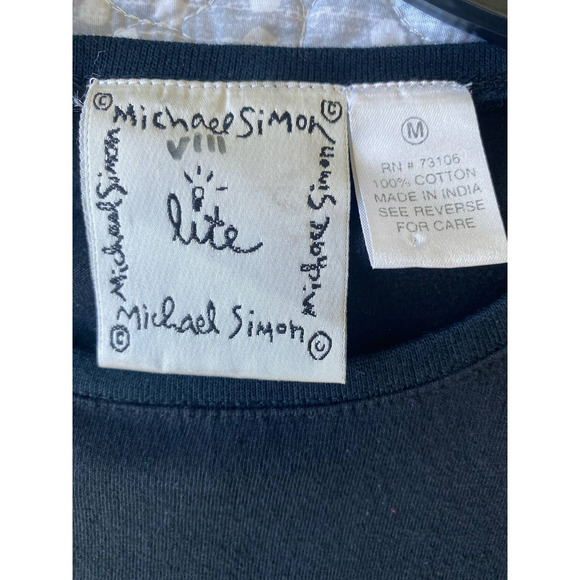 © Michael Simon ©
VIII
lite
Michael Simon
Michael Simon
© Michael Simon ©
M
RN # 73106
100% COTTON
MADE IN INDIA
SEE REVERSE
FOR CARE